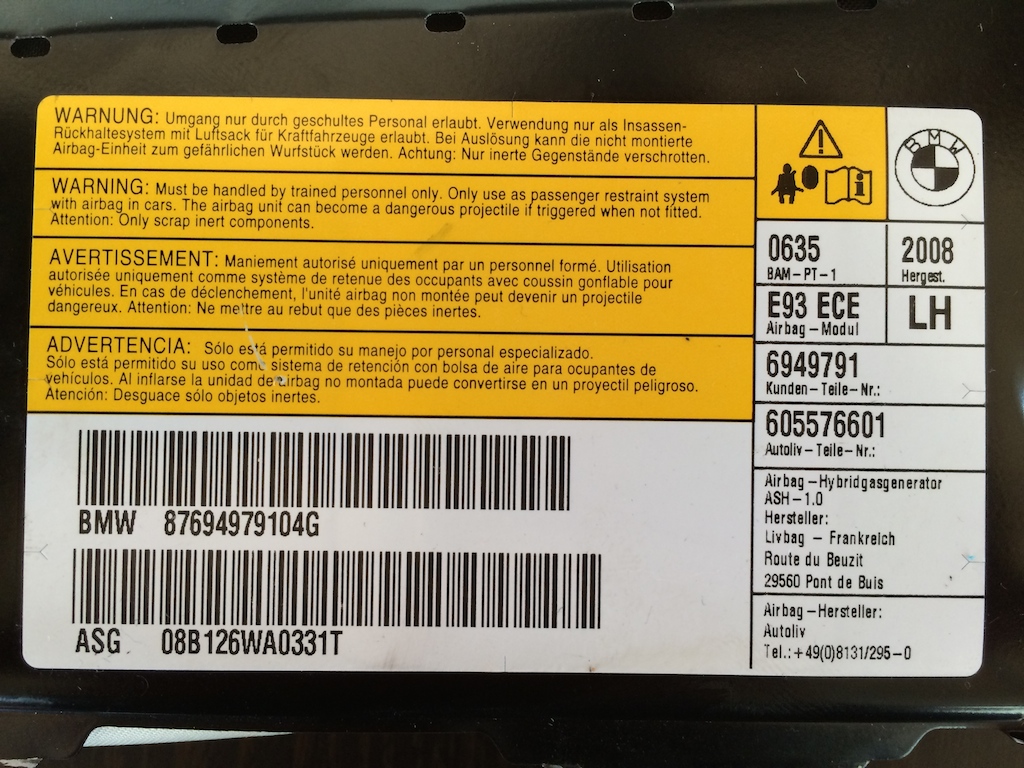 WARNUNG: Umgang nur durch geschultes Personal erlaubt. Verwendung nur als Insassen-
Rückhaltesystem mit Luftsack für Kraftfahrzeuge erlaubt. Bei Auslösung kann die nicht montierte
Airbag-Einheit zum gefährlichen Wurfstück werden. Achtung: Nur inerte Gegenstände verschrotten.
WARNING: Must be handled by trained personnel only. Only use as passenger restraint system
with airbag in cars. The airbag unit can become a dangerous projectile if triggered when not fitted.
Attention: Only scrap inert components.
AVERTISSEMENT: Maniement autorisé uniquement par un personnel formé. Utilisation
autorisée uniquement comme système de retenue des occupants avec coussin gonflable pour
véhicules. En cas de déclenchement, l'unité airbag non montée peut devenir un projectile
dangereux. Attention: Ne mettre au rebut que des pièces inertes.
ADVERTENCIA: Sólo está permitido su manejo por personal especializado.
Sólo está permitido su uso como sistema de retención con bolsa de aire para ocupantes de
vehículos. Al inflarse la unidad de airbag no montada puede convertirse en un proyectil peligroso.
Atención: Desguace sólo objetos inertes.
BMW 87694979104G
ASG 08B126WA0331T
BMW
0635
BAM-PT-1
2008
Hergest.
E93 ECE
Airbag-Modul
LH
6949791
Kunden-Teile-Nr.:
605576601
Autoliv-Teile-Nr.:
Airbag-Hybridgasgenerator
ASH-1.0
Hersteller:
Livbag - Frankreich
Route du Beuzit
29560 Pont de Buis
Airbag-Hersteller:
Autoliv
Tel.:+49(0)8131/295-0